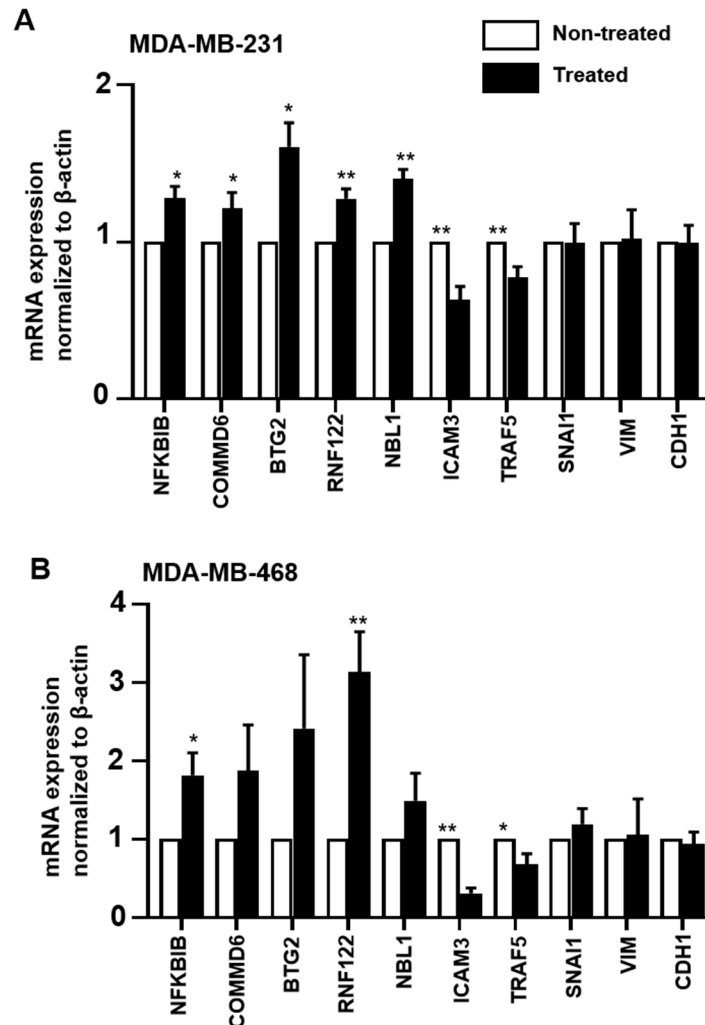 A
MDA-MB-231
Non-treated
Treated
mRNA expression
normalized to β-actin
2
1
0
*
*
*
**
**
**
**
NFKBIB
COMMD6
BTG2
RNF122
NBL1
ICAM3
TRAF5
SNAI1
VIM
CDH1
B
MDA-MB-468
mRNA expression
normalized to β-actin
4
3
2
1
0
*
**
**
*
NFKBIB
COMMD6
BTG2
RNF122
NBL1
ICAM3
TRAF5
SNAI1
VIM
CDH1